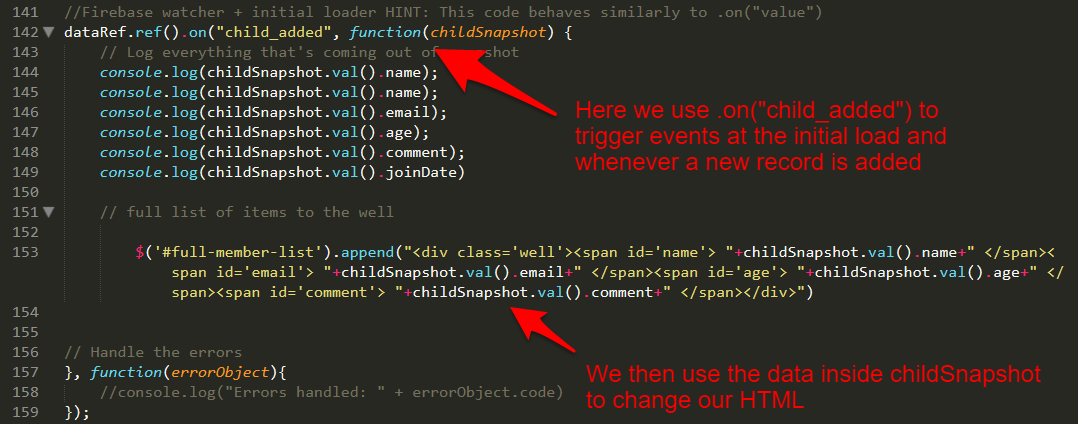 141 //Firebase watcher + initial loader HINT: This code behaves similarly to .on("value")
142 dataRef.ref().on("child_added", function(childSnapshot) {
143 // Log everything that's coming out of shot
144 console.log(childSnapshot.val().name);
145 console.log(childSnapshot.val().name);
146 console.log(childSnapshot.val().email);
147 console.log(childSnapshot.val().age);
148 console.log(childSnapshot.val().comment);
149 console.log(childSnapshot.val().joinDate)
Here we use .on("child_added") to
trigger events at the initial load and
whenever a new record is added
150
151 // full list of items to the well
152
153 $('#full-member-list').append("<div class='well'><span id='name'> "+childSnapshot.val().name+" </span><
span id='email'> "+childSnapshot.val().email+" </span><span id='age'> "+childSnapshot.val().age+" </
span><span id='comment'> "+childSnapshot.val().comment+" </span></div>")
154
155
156 // Handle the errors
157 }, function(errorObject){
158 //console.log("Errors handled: " + errorObject.code)
159 });
We then use the data inside childSnapshot
to change our HTML